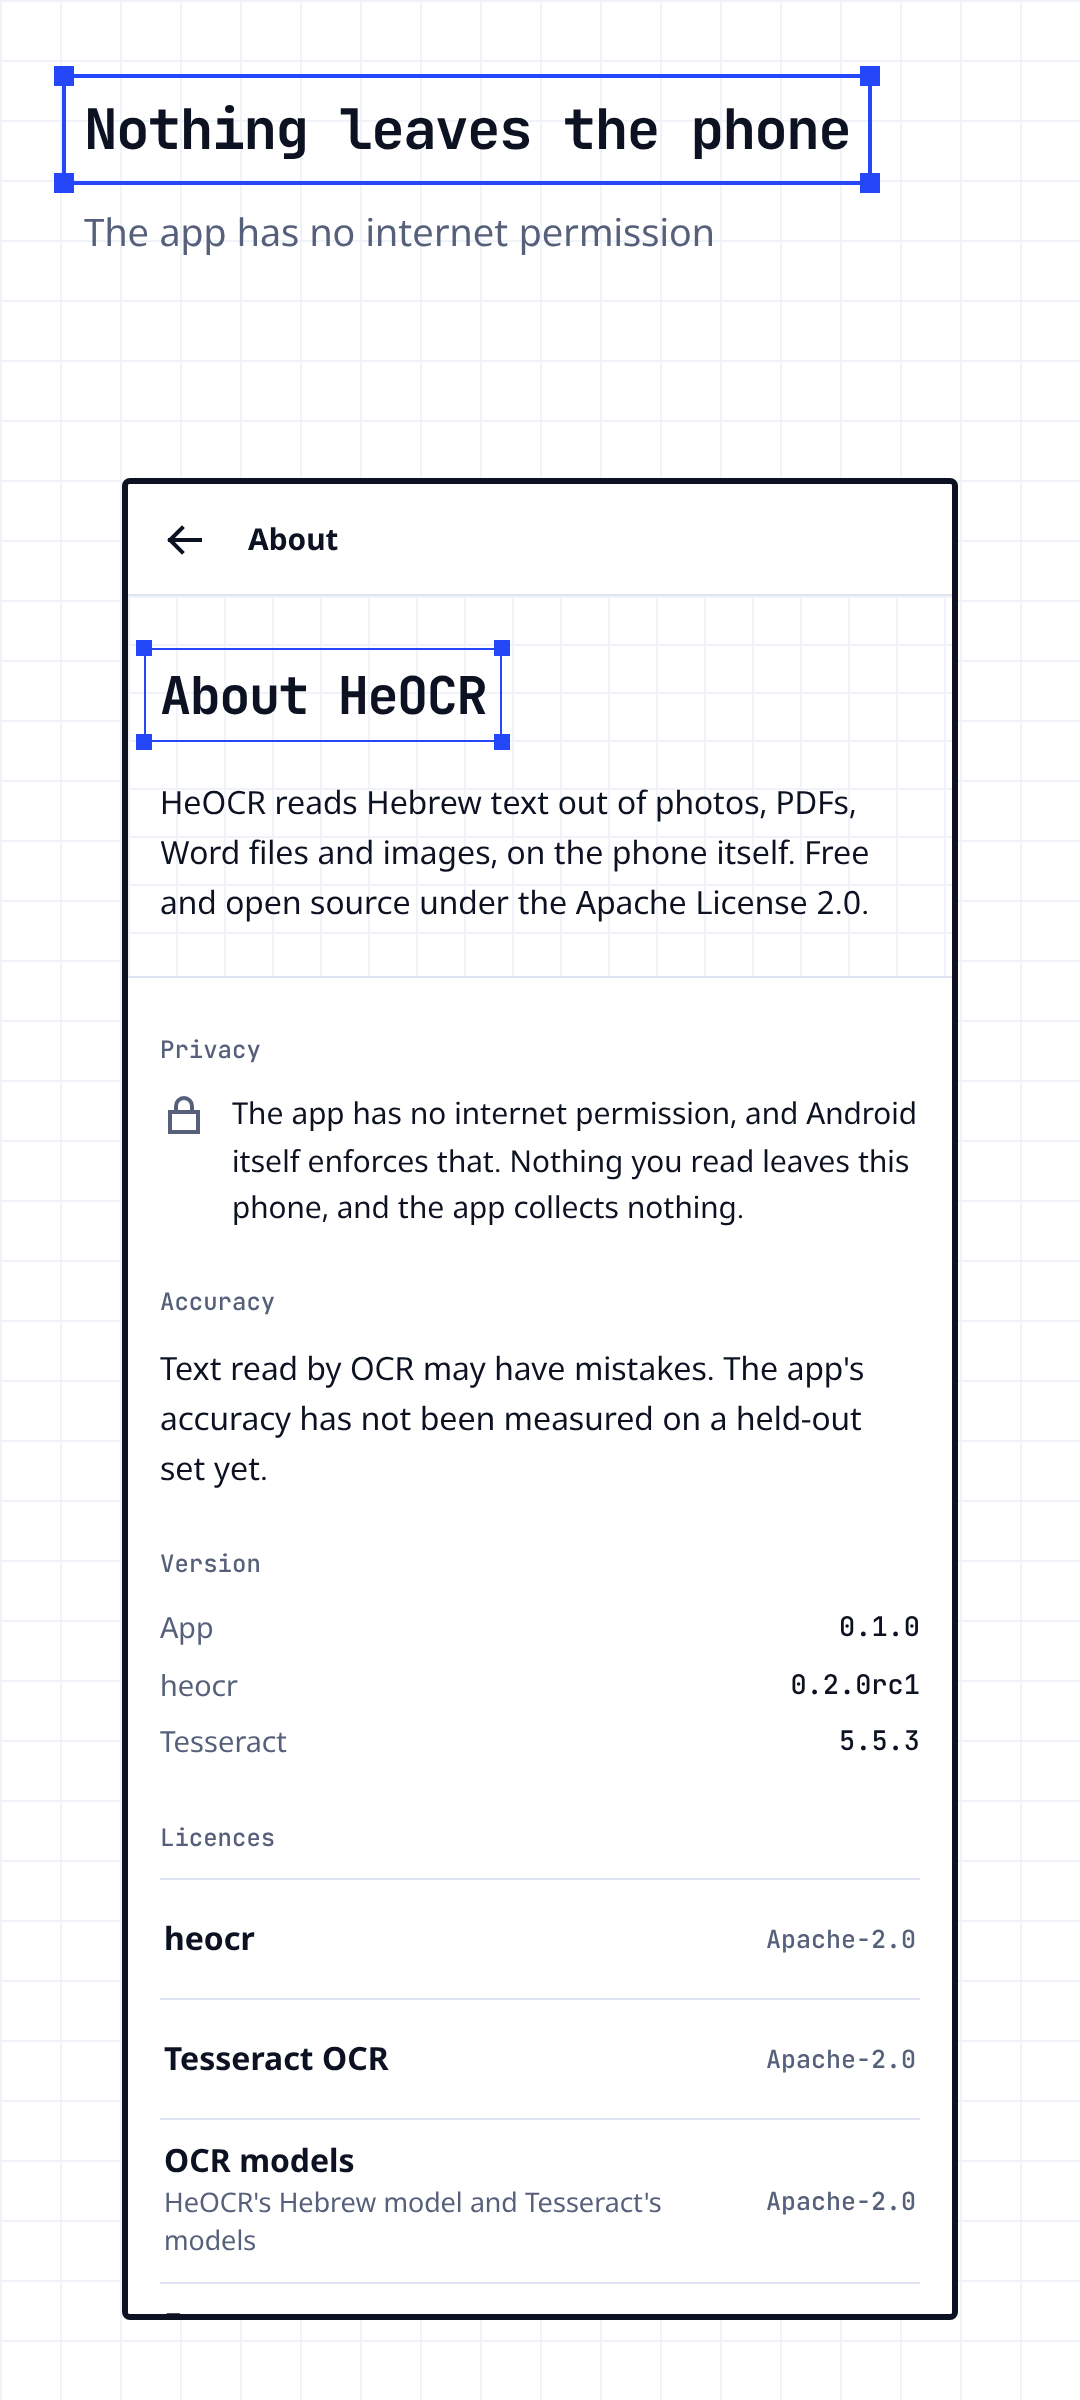 Nothing leaves the phone
The app has no internet permission
About
About HeOCR
HeOCR reads Hebrew text out of photos, PDFs,
Word files and images, on the phone itself. Free
and open source under the Apache License 2.0.
Privacy
The app has no internet permission, and Android
itself enforces that. Nothing you read leaves this
phone, and the app collects nothing.
Accuracy
Text read by OCR may have mistakes. The app's
accuracy has not been measured on a held-out
set yet.
Version
App 0.1.0
heocr 0.2.0rc1
Tesseract 5.5.3
Licences
heocr Apache-2.0
Tesseract OCR Apache-2.0
OCR models
HeOCR's Hebrew model and Tesseract's Apache-2.0
models